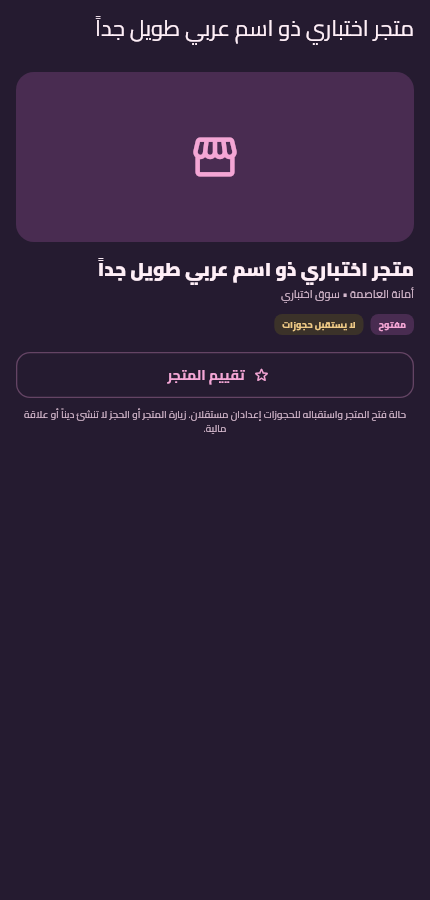 متجر اختباري ذو اسم عربي طويل جداً
متجر اختباري ذو اسم عربي طويل جداً
أمانة العاصمة • سوق اختباري
مفتوح
لا يستقبل حجوزات
تقييم المتجر
حالة فتح المتجر واستقباله للحجوزات إعدادان مستقلان. زيارة المتجر أو الحجز لا تنشئ ديناً أو علاقة
مالية.